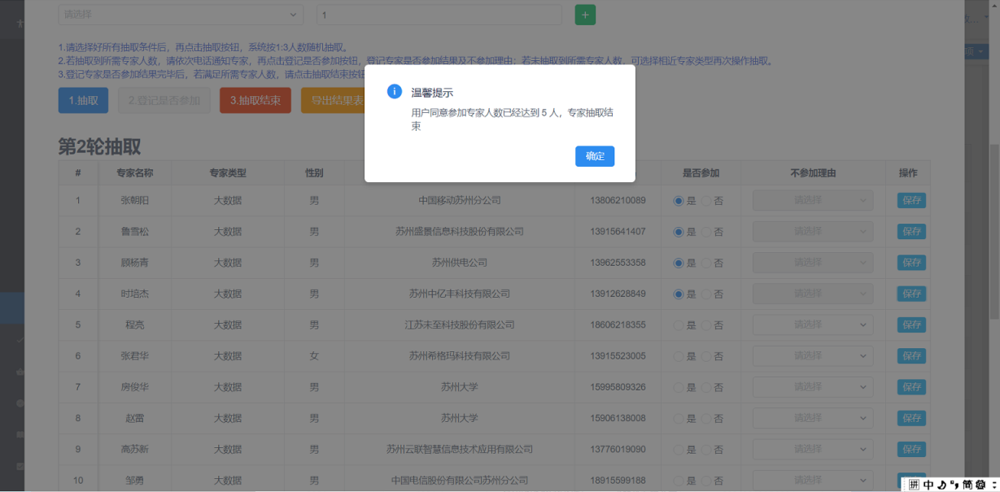 请选择
1
+
1.请选择好所有抽取条件后，再点击抽取按钮，系统按1:3人数随机抽取。
2.若抽取到所需专家人数，请依次电话通知专家，再点击登记是否参加按钮，登记专家是否参加结果及不参加理由；若未抽取到所需专家人数，可选择相近专家类型再次操作抽取。
3.登记专家是否参加结果完毕后，若满足所需专家人数，请点击抽取结束按钮
1.抽取 2.登记是否参加 3.抽取结束 导出结果表
温馨提示
用户同意参加专家人数已经达到 5 人，专家抽取结
束
确定
第2轮抽取
# 专家名称 专家类型 性别 是否参加 不参加理由 操作
1 张朝阳 大数据 男 中国移动苏州分公司 13806210089 是 否 请选择 保存
2 鲁雪松 大数据 男 苏州盛景信息科技股份有限公司 13915641407 是 否 请选择 保存
3 顾杨青 大数据 男 苏州供电公司 13962553358 是 否 请选择 保存
4 时培杰 大数据 男 苏州中亿丰科技有限公司 13912628849 是 否 请选择 保存
5 程亮 大数据 男 江苏未至科技股份有限公司 18606218355 是 否 请选择 保存
6 张君华 大数据 女 苏州希格玛科技有限公司 13915523005 是 否 请选择 保存
7 房俊华 大数据 男 苏州大学 15995809326 是 否 请选择 保存
8 赵雷 大数据 男 苏州大学 15906138008 是 否 请选择 保存
9 高苏新 大数据 男 苏州云联智慧信息技术应用有限公司 13776019090 是 否 请选择 保存
10 邹勇 大数据 男 中国电信股份有限公司苏州分公司 18915599188 是 否 请选择
拼 中 简